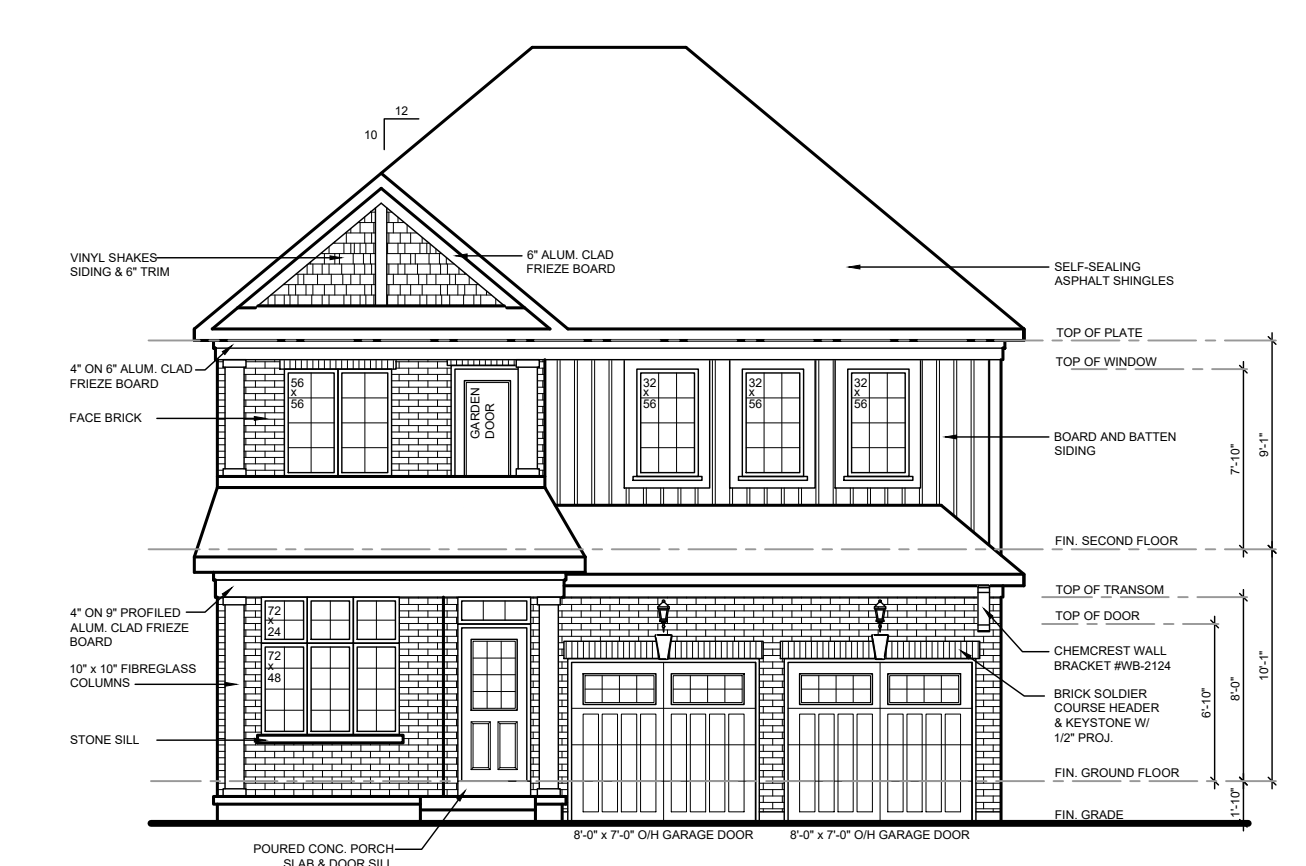 12
10
VINYL SHAKES
SIDING & 6" TRIM
6" ALUM. CLAD
FRIEZE BOARD
SELF-SEALING
ASPHALT SHINGLES
TOP OF PLATE
TOP OF WINDOW
4" ON 6" ALUM. CLAD
FRIEZE BOARD
FACE BRICK
56
x
56
GARDEN
DOOR
32
x
56
32
x
56
32
x
56
BOARD AND BATTEN
SIDING
7'-10"
9'-1"
FIN. SECOND FLOOR
TOP OF TRANSOM
TOP OF DOOR
4" ON 9" PROFILED
ALUM. CLAD FRIEZE
BOARD
72
x
24
72
x
48
10" x 10" FIBREGLASS
COLUMNS
STONE SILL
CHEMCREST WALL
BRACKET #WB-2124
BRICK SOLDIER
COURSE HEADER
& KEYSTONE W/
1/2" PROJ.
6'-10"
8'-0"
10'-1"
FIN. GROUND FLOOR
1'-10"
FIN. GRADE
8'-0" x 7'-0" O/H GARAGE DOOR
8'-0" x 7'-0" O/H GARAGE DOOR
POURED CONC. PORCH
SLAB & DOOR SILL